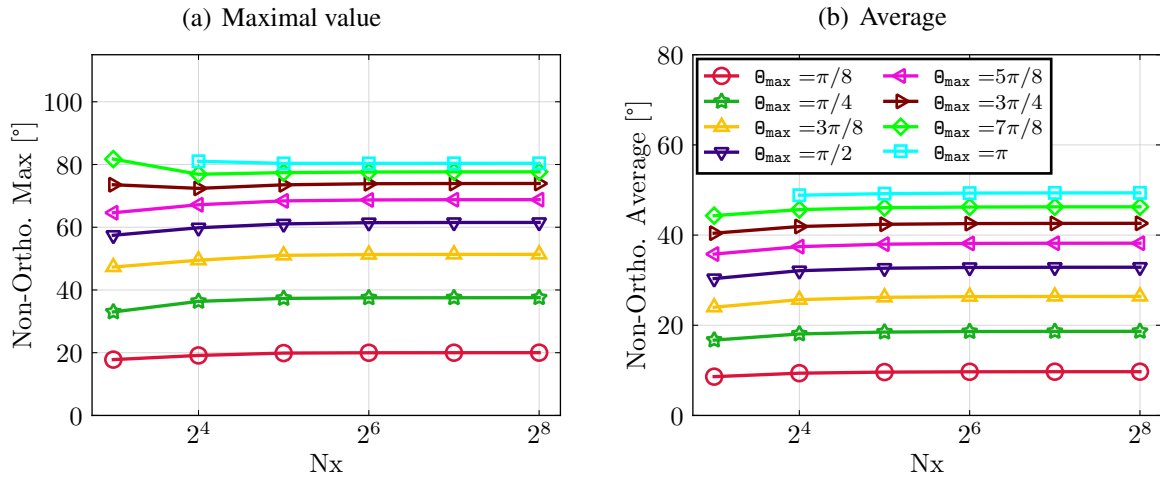 (a) Maximal value
Non-Ortho. Max [°]
100
80
60
40
20
0
2^4
2^6
2^8
Nx
(b) Average
Non-Ortho. Average [°]
80
60
40
20
0
Θmax =π/8
Θmax =π/4
Θmax =3π/8
Θmax =π/2
Θmax =5π/8
Θmax =3π/4
Θmax =7π/8
Θmax =π
2^4
2^6
2^8
Nx